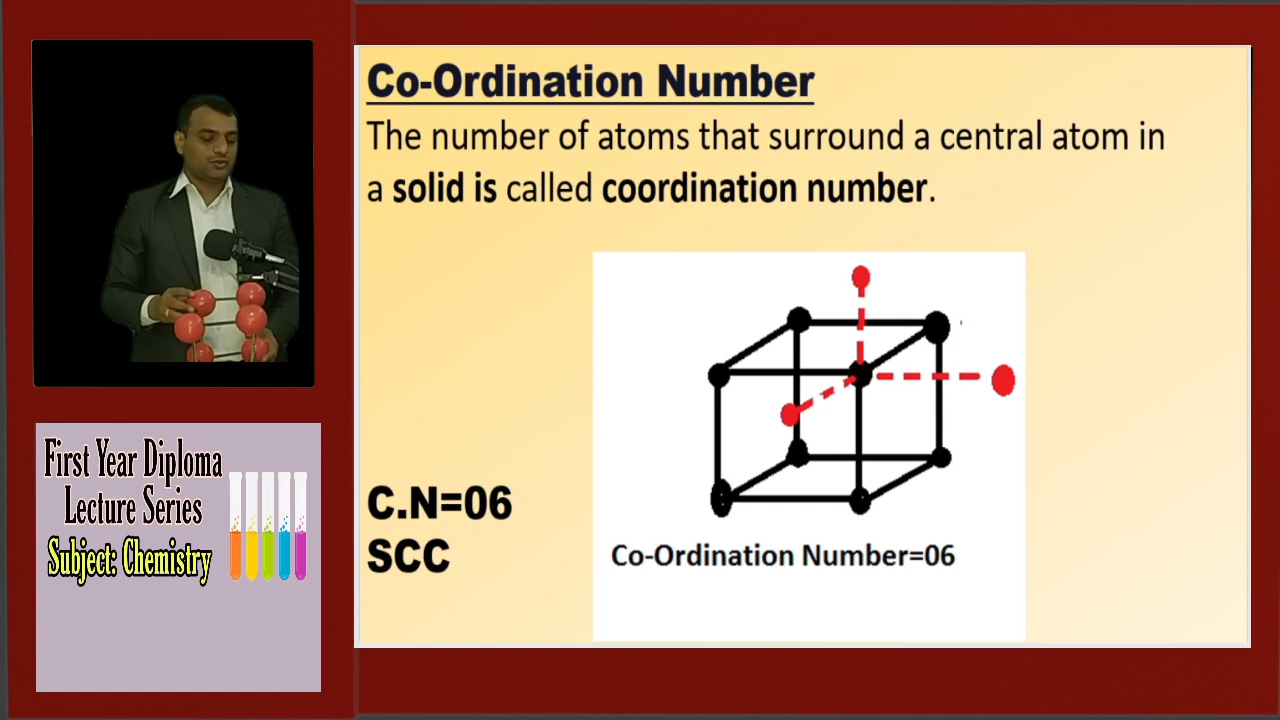 Co-Ordination Number
The number of atoms that surround a central atom in
a solid is called coordination number.
C.N=06
SCC
Co-Ordination Number=06
First Year Diploma
Lecture Series
Subject: Chemistry